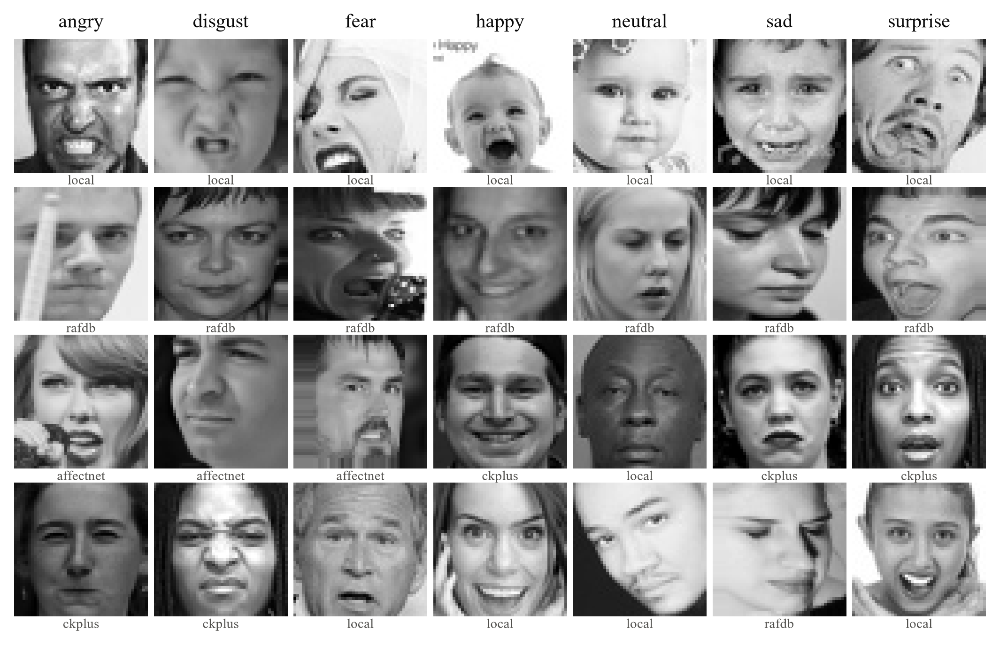 angry disgust fear happy neutral sad surprise
Happy
local local local local local local local
rafdb rafdb rafdb rafdb rafdb rafdb rafdb
affectnet affectnet affectnet ckplus local ckplus ckplus
ckplus ckplus local local local rafdb local